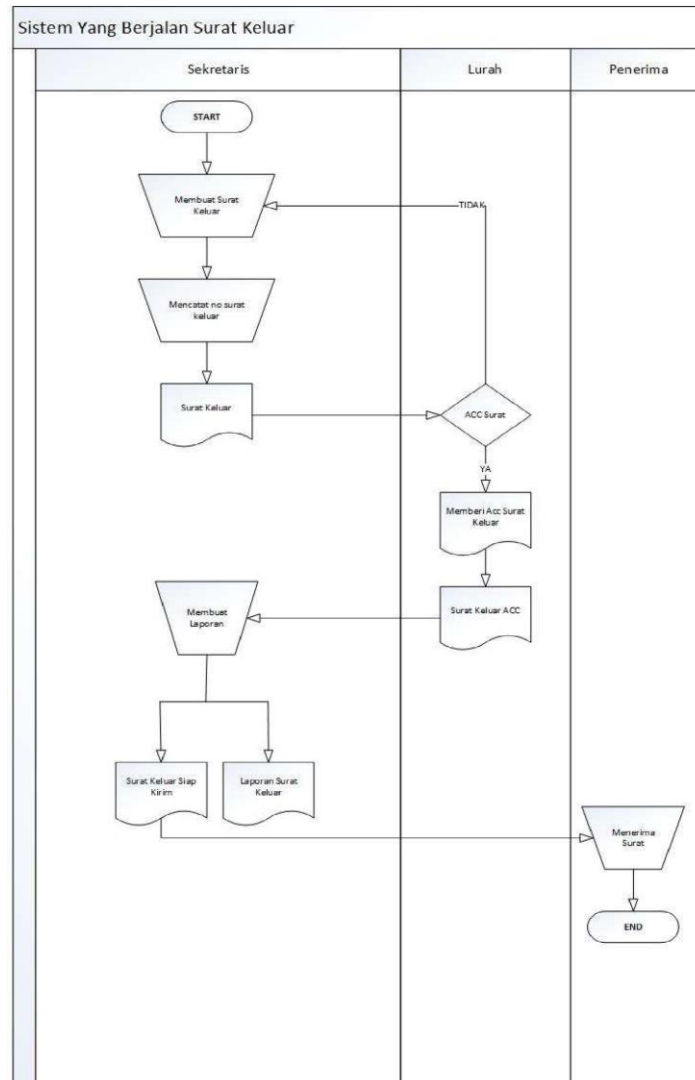 Sistem Yang Berjalan Surat Keluar
Sekretaris
Lurah
Penerima
START
Membuat Surat
Keluar
TIDAK
Mencatat no surat
keluar
Surat Keluar
ACC Surat
YA
Memberi Acc Surat
Keluar
Surat Keluar ACC
Membuat
Laporan
Surat Keluar Siap
Kirim
Laporan Surat
Keluar
Menerima
Surat
END